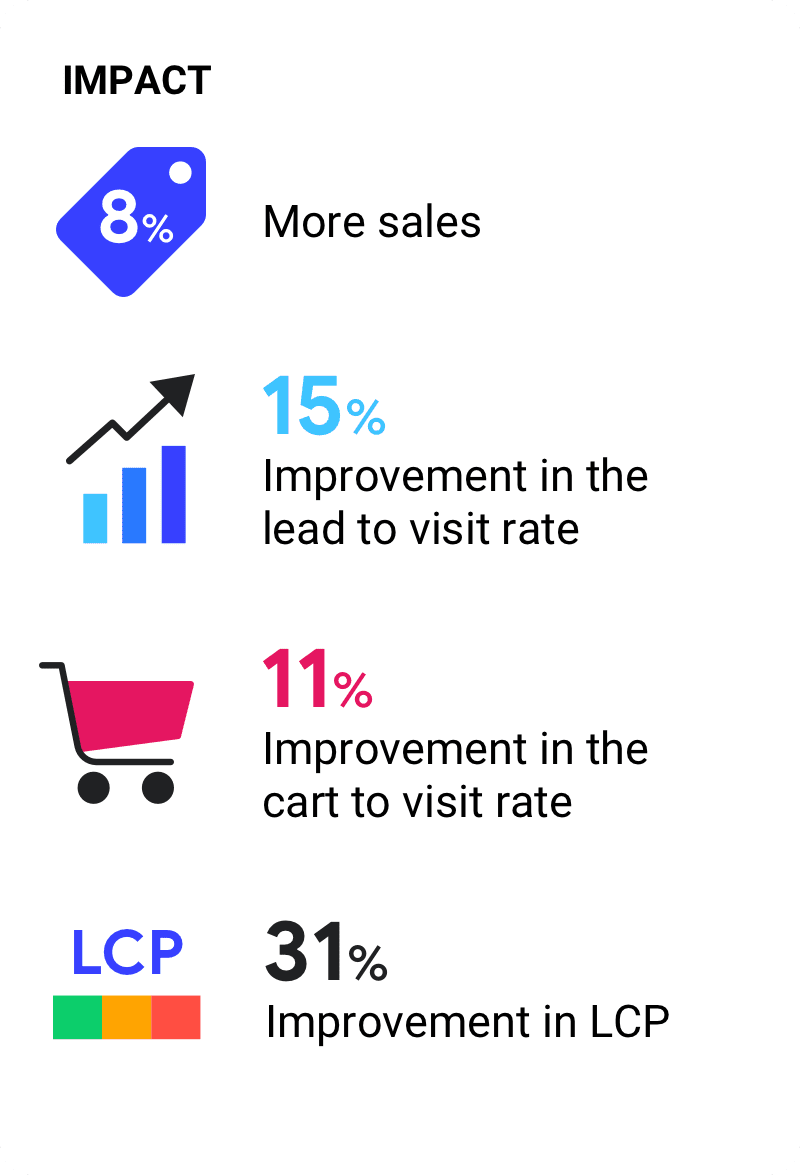 IMPACT
8%
More sales
15%
Improvement in the
lead to visit rate
11%
Improvement in the
cart to visit rate
LCP
31%
Improvement in LCP